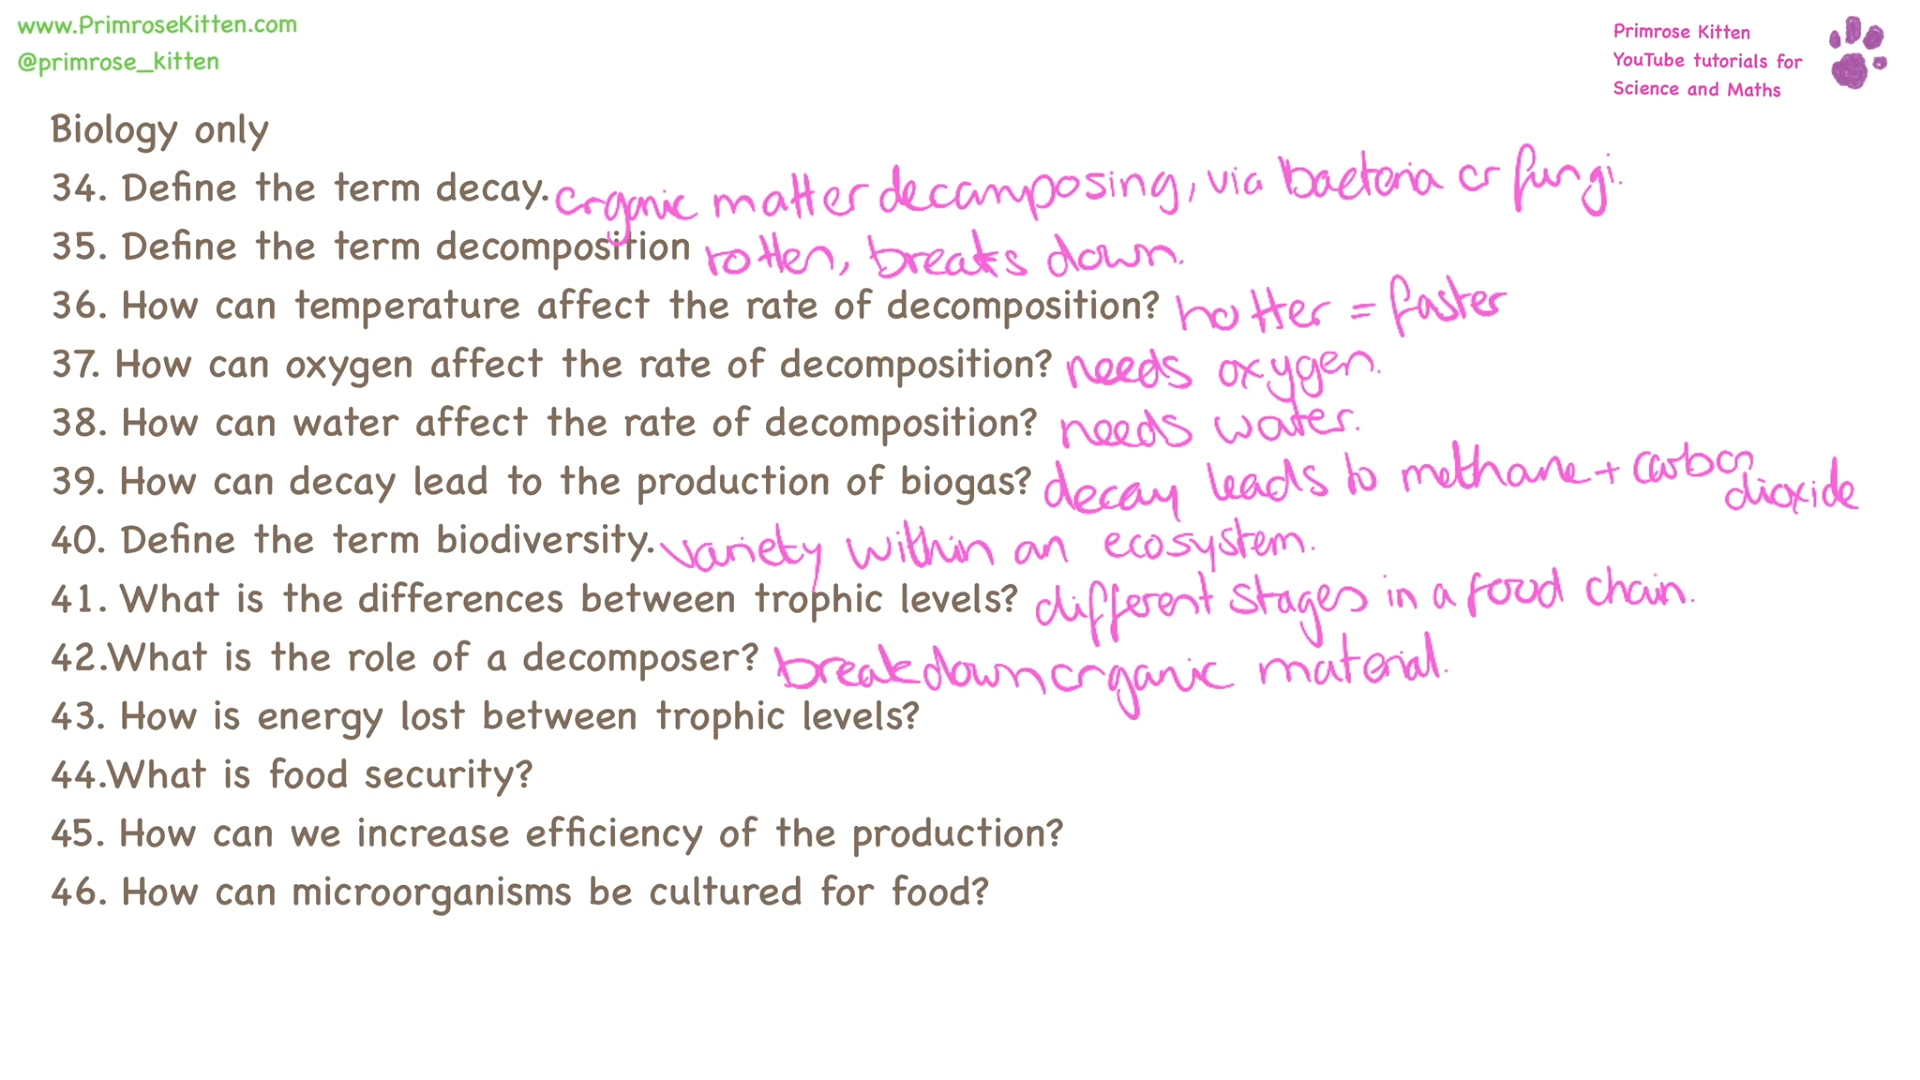 www.PrimroseKitten.com
@primrose_kitten
Primrose Kitten
YouTube tutorials for
Science and Maths
Biology only
34. Define the term decay. organic matter decomposing, via bacteria or fungi.
35. Define the term decomposition rotten, breaks down.
36. How can temperature affect the rate of decomposition? hotter = faster
37. How can oxygen affect the rate of decomposition? needs oxygen.
38. How can water affect the rate of decomposition? needs water.
39. How can decay lead to the production of biogas? decay leads to methane + carbon dioxide
40. Define the term biodiversity. variety within an ecosystem.
41. What is the differences between trophic levels? different stages in a food chain.
42.What is the role of a decomposer? break down organic material.
43. How is energy lost between trophic levels?
44.What is food security?
45. How can we increase efficiency of the production?
46. How can microorganisms be cultured for food?